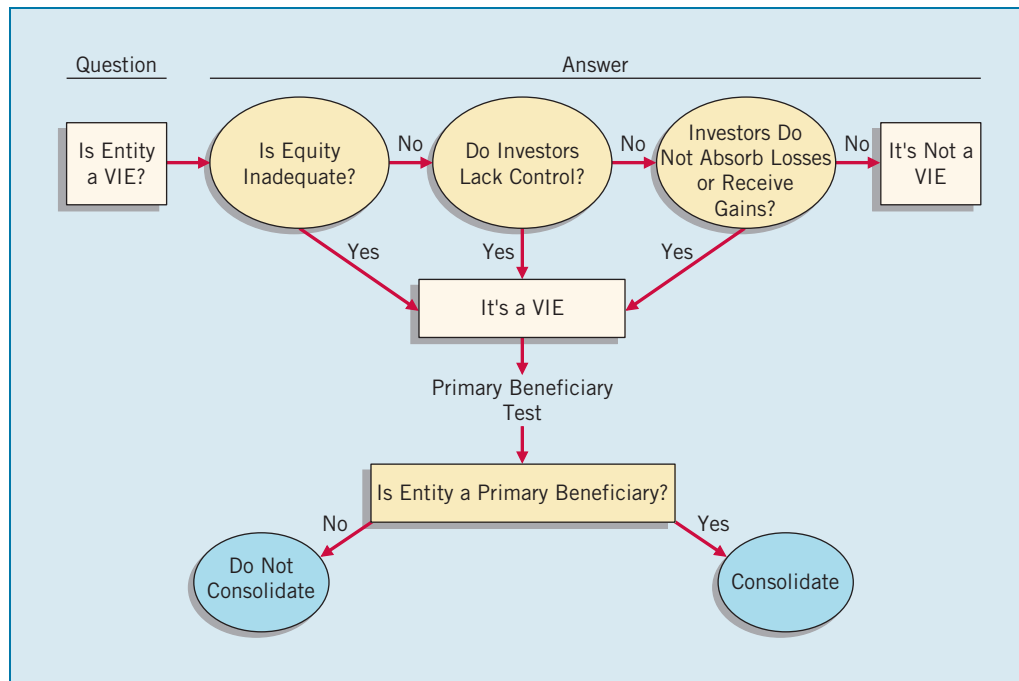 Question
Answer
Is Entity
a VIE?
Is Equity
Inadequate?
No
Do Investors
Lack Control?
No
Investors Do
Not Absorb Losses
or Receive
Gains?
No
It's Not a
VIE
Yes
Yes
Yes
It's a VIE
Primary Beneficiary
Test
Is Entity a Primary Beneficiary?
No
Yes
Do Not
Consolidate
Consolidate